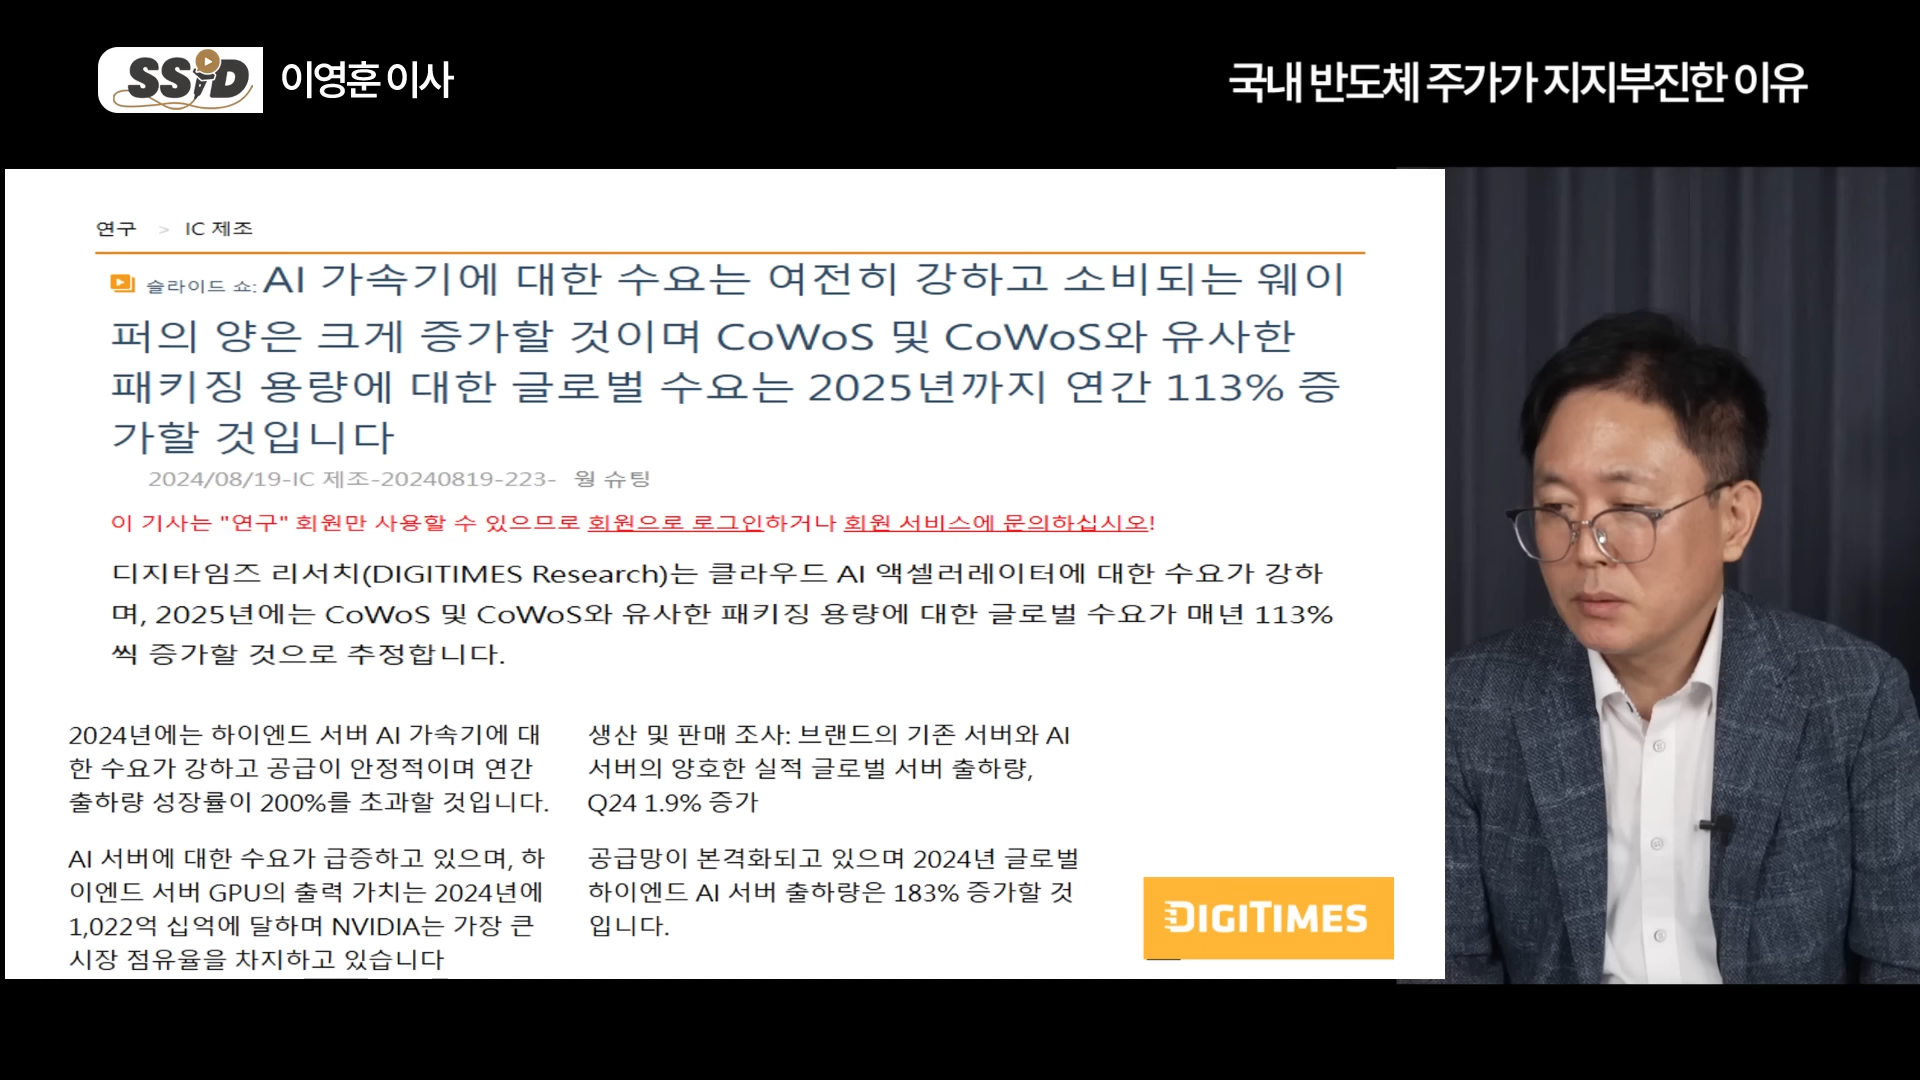 SSiD 이영훈 이사
국내 반도체 주가가 지지부진한 이유
연구 > IC 제조
슬라이드 쇼: AI 가속기에 대한 수요는 여전히 강하고 소비되는 웨이
퍼의 양은 크게 증가할 것이며 CoWoS 및 CoWoS와 유사한
패키징 용량에 대한 글로벌 수요는 2025년까지 연간 113% 증
가할 것입니다
2024/08/19-IC 제조-20240819-223- 웡 슈팅
이 기사는 "연구" 회원만 사용할 수 있으므로 회원으로 로그인하거나 회원 서비스에 문의하십시오!
디지타임즈 리서치(DIGITIMES Research)는 클라우드 AI 액셀러레이터에 대한 수요가 강하
며, 2025년에는 CoWoS 및 CoWoS와 유사한 패키징 용량에 대한 글로벌 수요가 매년 113%
씩 증가할 것으로 추정합니다.
2024년에는 하이엔드 서버 AI 가속기에 대
한 수요가 강하고 공급이 안정적이며 연간
출하량 성장률이 200%를 초과할 것입니다.
AI 서버에 대한 수요가 급증하고 있으며, 하
이엔드 서버 GPU의 출력 가치는 2024년에
1,022억 십억에 달하며 NVIDIA는 가장 큰
시장 점유율을 차지하고 있습니다
생산 및 판매 조사: 브랜드의 기존 서버와 AI
서버의 양호한 실적 글로벌 서버 출하량,
Q24 1.9% 증가
공급망이 본격화되고 있으며 2024년 글로벌
하이엔드 AI 서버 출하량은 183% 증가할 것
입니다.
DIGITIMES